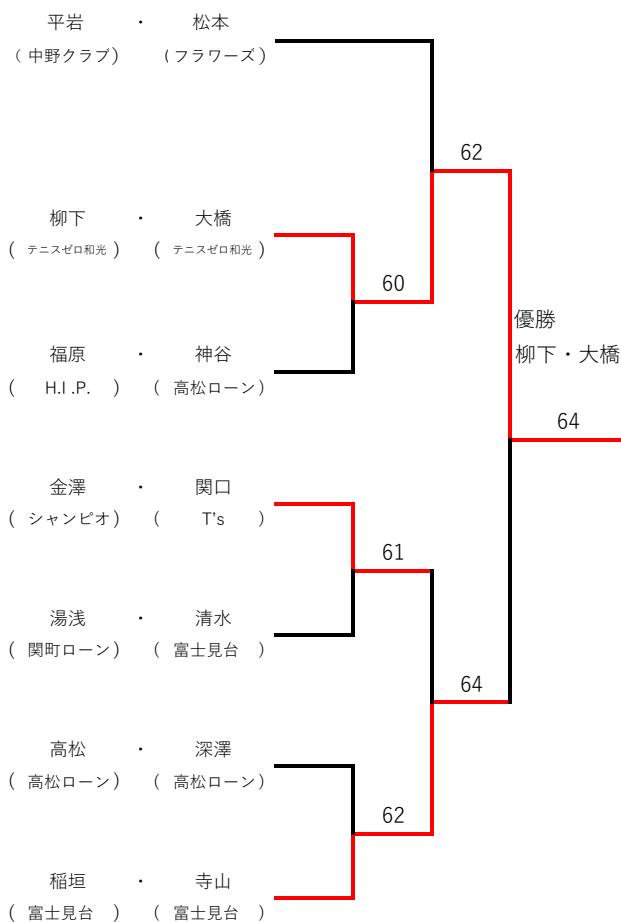 平岩 ・ 松本
( 中野クラブ ) ( フラワーズ )
62
柳下 ・ 大橋
( テニスゼロ和光 ) ( テニスゼロ和光 )
60
優勝
柳下・大橋
福原 ・ 神谷
( H.I .P. ) ( 高松ローン )
64
金澤 ・ 関口
( シャンピオ ) ( T's )
61
湯浅 ・ 清水
( 関町ローン ) ( 富士見台 )
64
高松 ・ 深澤
( 高松ローン ) ( 高松ローン )
62
稲垣 ・ 寺山
( 富士見台 ) ( 富士見台 )